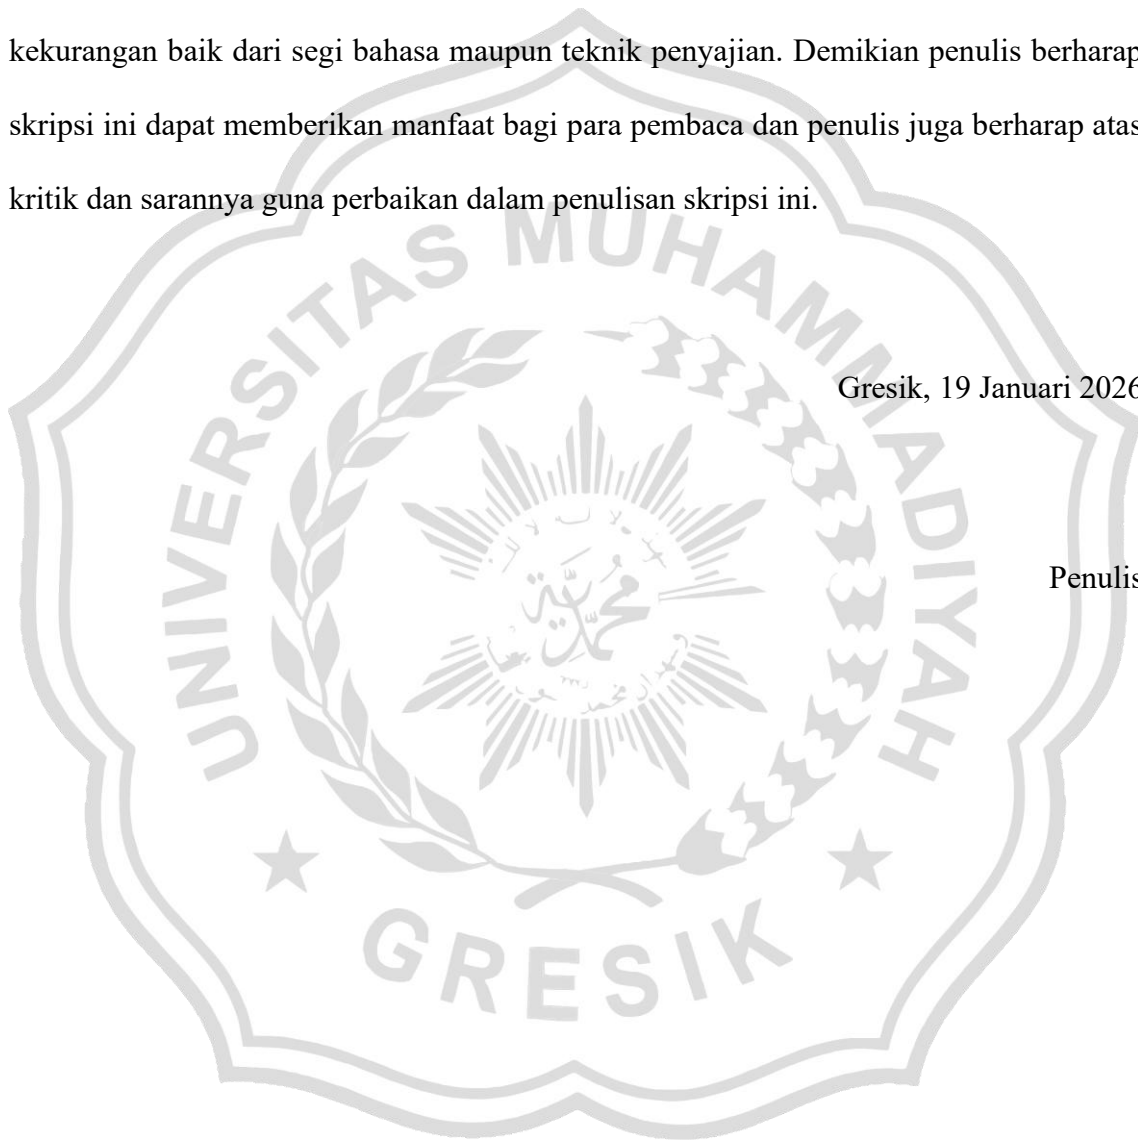 kekurangan baik dari segi bahasa maupun teknik penyajian. Demikian penulis berharap
skripsi ini dapat memberikan manfaat bagi para pembaca dan penulis juga berharap atas
kritik dan sarannya guna perbaikan dalam penulisan skripsi ini.
UNIVERSITAS MUHAMMADIYAH
Gresik, 19 Januari 2026
محمدية
Penulis
GRESIK